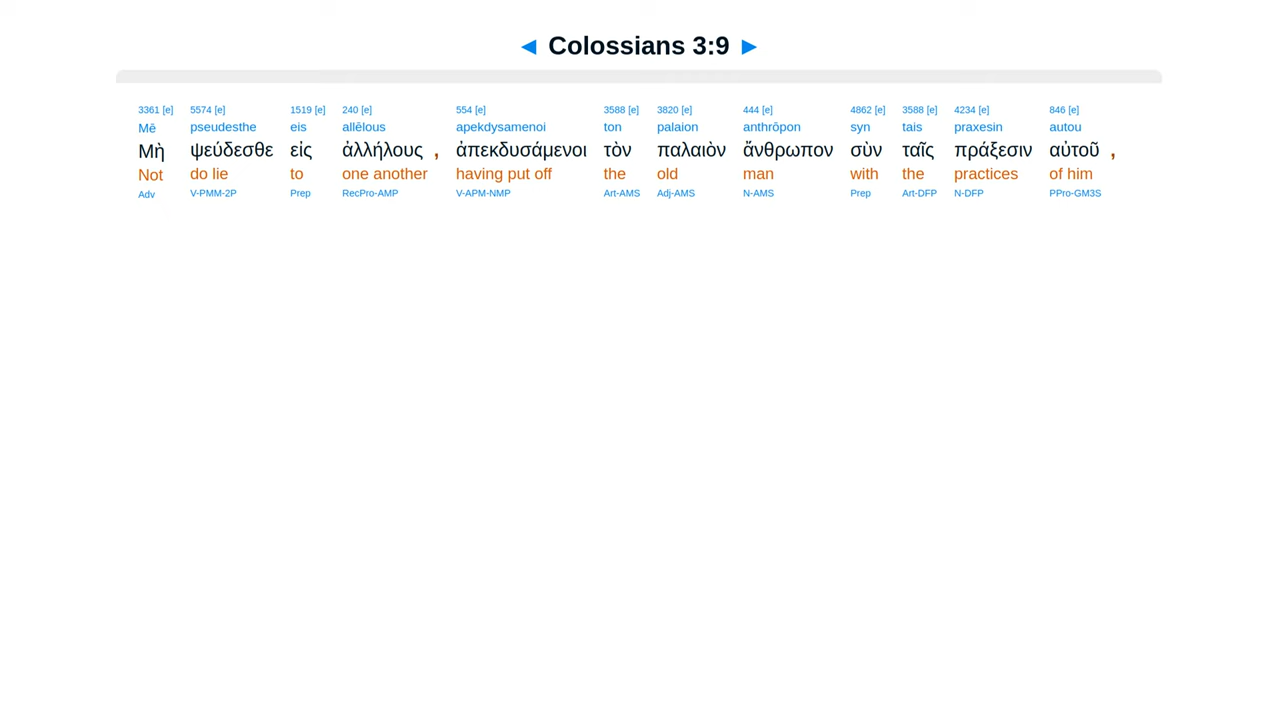 ◄ Colossians 3:9 ►
3361 [e] 5574 [e] 1519 [e] 240 [e] 554 [e] 3588 [e] 3820 [e] 444 [e] 4862 [e] 3588 [e] 4234 [e] 846 [e]
Mē pseudesthe eis allēlous apekdysamenoi ton palaion anthrōpon syn tais praxesin autou
Μὴ ψεύδεσθε εἰς ἀλλήλους , ἀπεκδυσάμενοι τὸν παλαιὸν ἄνθρωπον σὺν ταῖς πράξεσιν αὐτοῦ ,
Not do lie to one another having put off the old man with the practices of him
Adv V-PMM-2P Prep RecPro-AMP V-APM-NMP Art-AMS Adj-AMS N-AMS Prep Art-DFP N-DFP PPro-GM3S